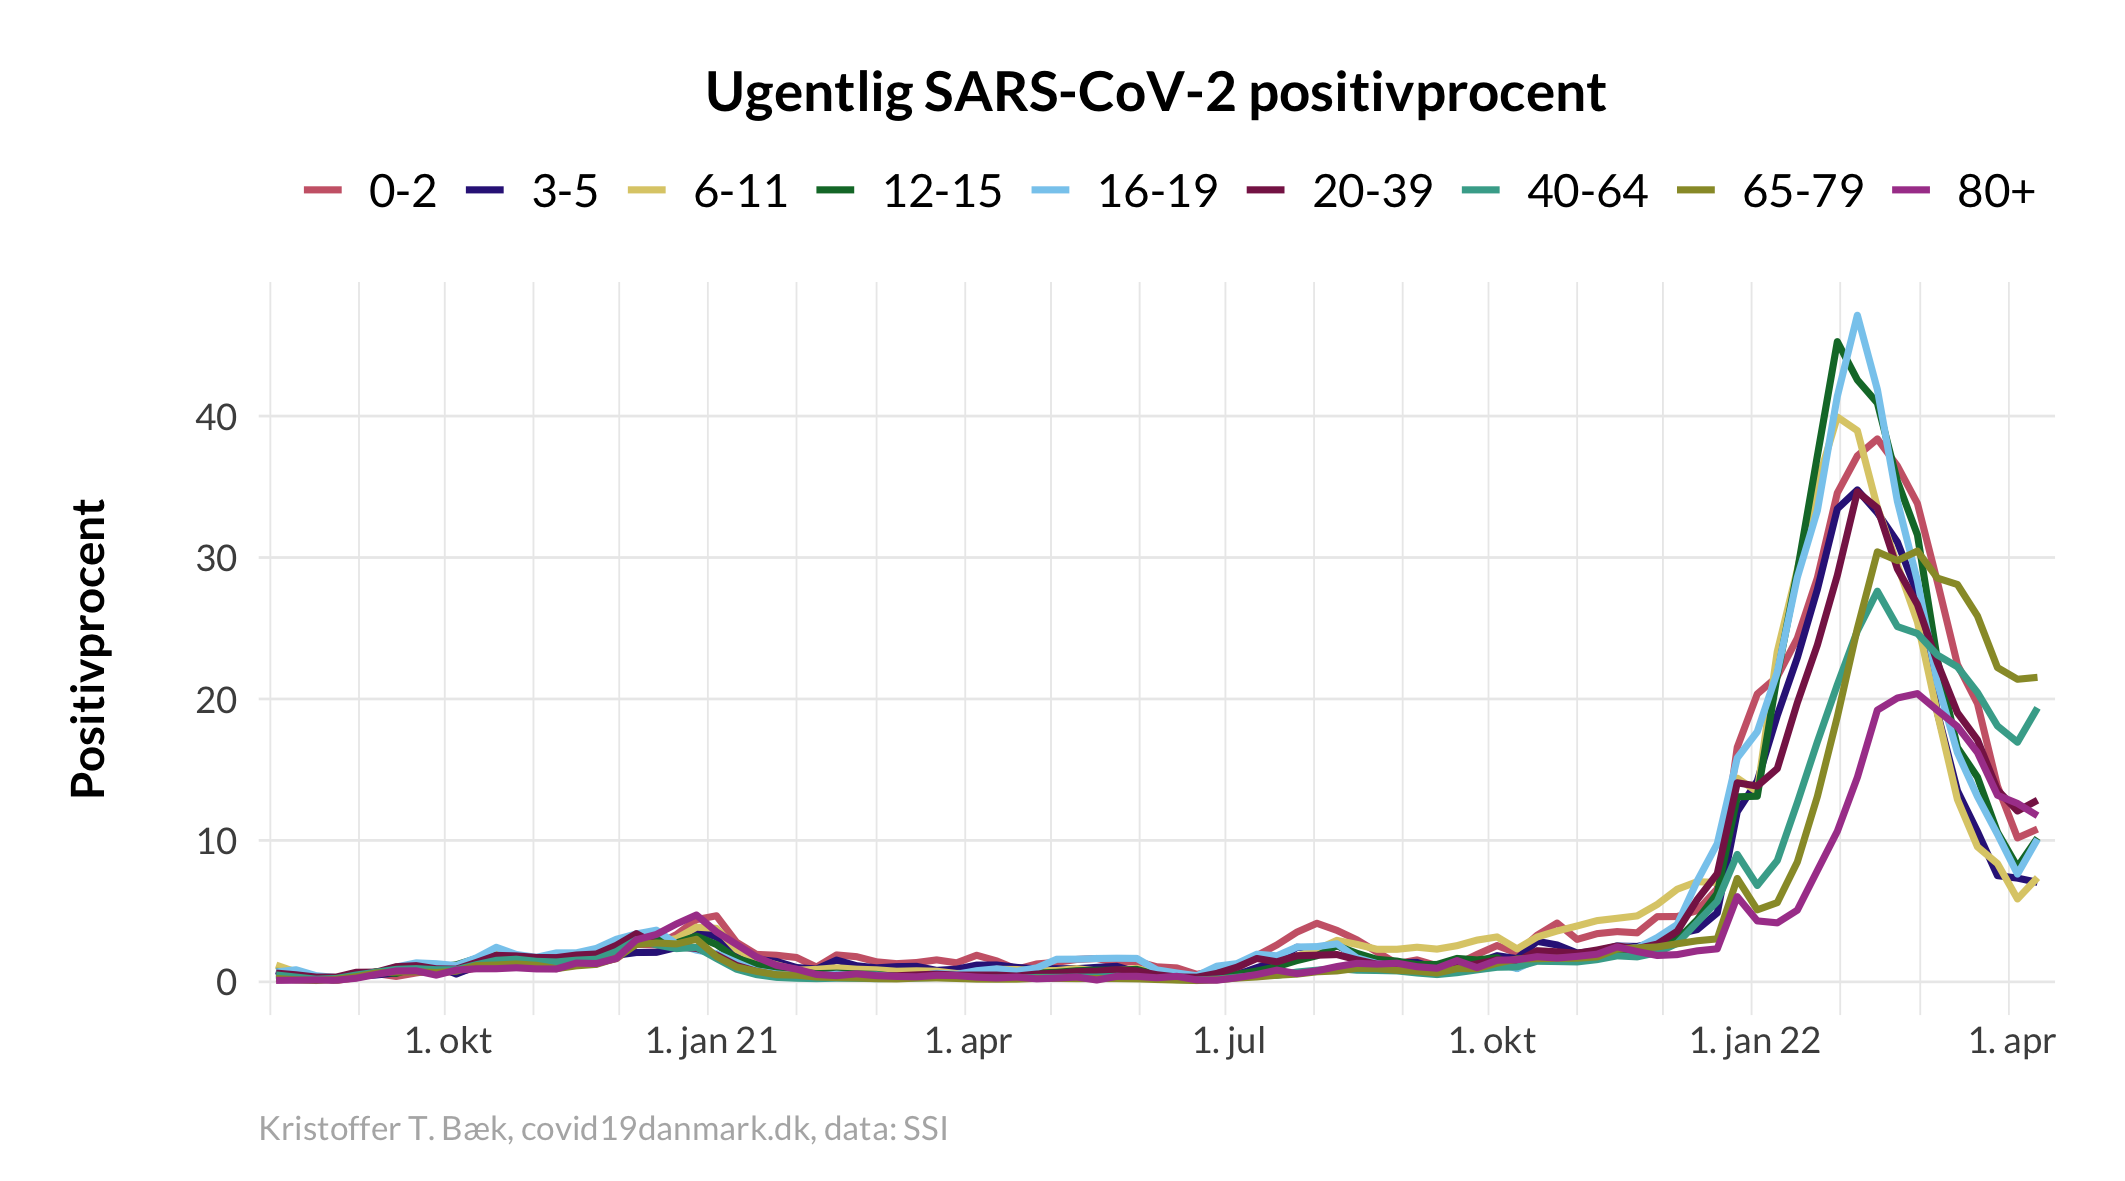 Ugentlig SARS-CoV-2 positivprocent
0-2 3-5 6-11 12-15 16-19 20-39 40-64 65-79 80+
Positivprocent
40
30
20
10
0
1. okt 1. jan 21 1. apr 1. jul 1. okt 1. jan 22 1. apr
Kristoffer T. Bæk, covid19danmark.dk, data: SSI